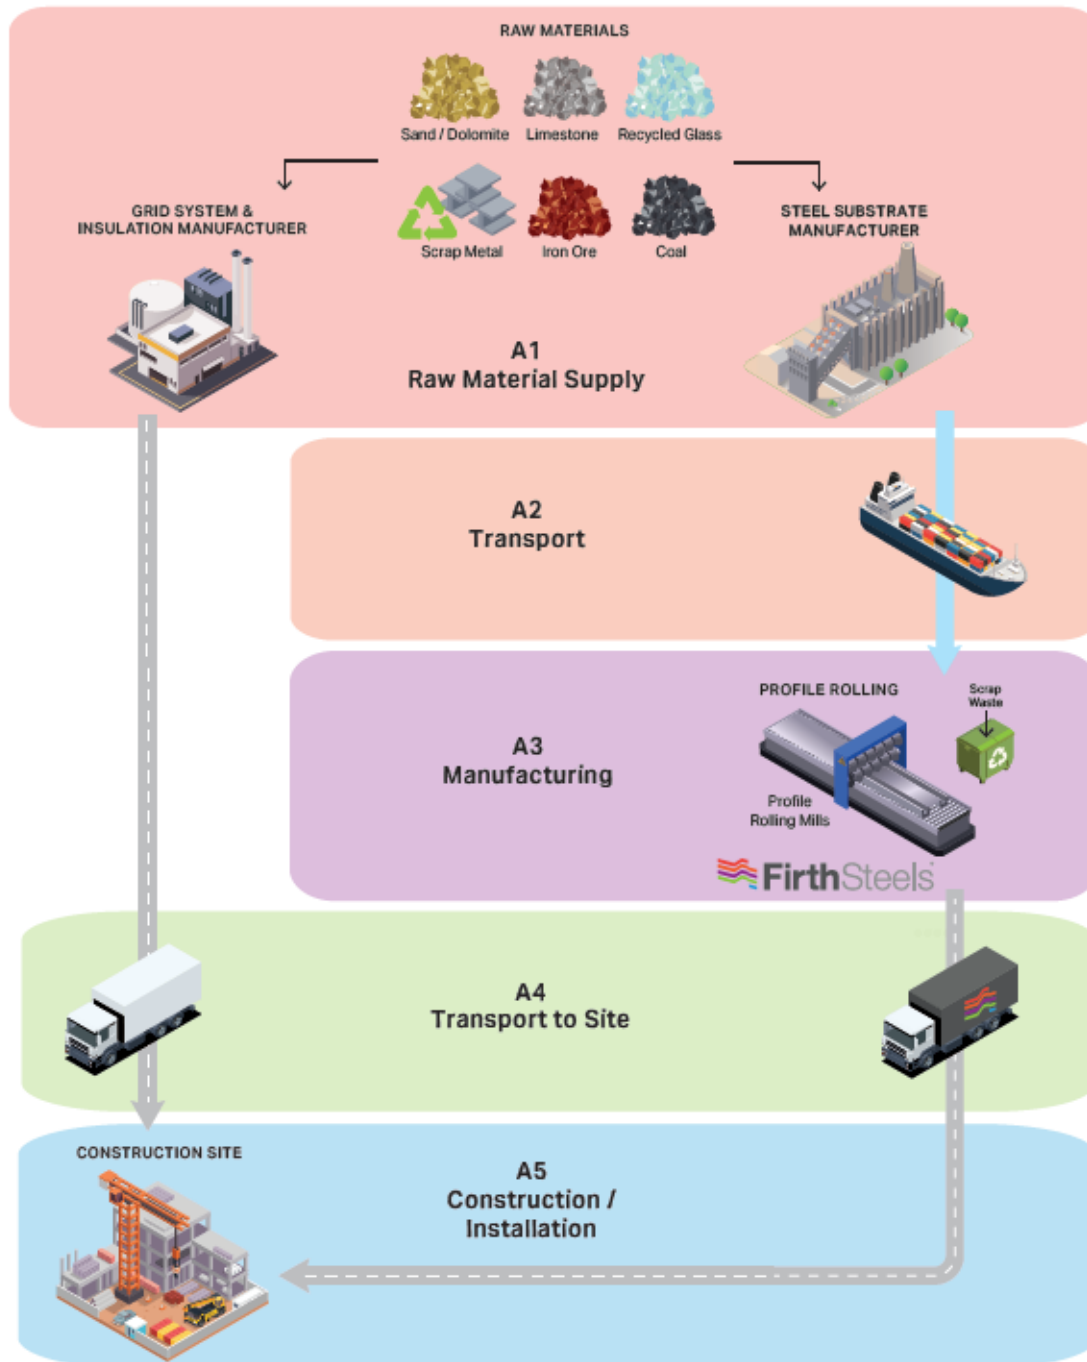 RAW MATERIALS
Sand / Dolomite
Limestone
Recycled Glass
GRID SYSTEM &
INSULATION MANUFACTURER
Scrap Metal
Iron Ore
Coal
STEEL SUBSTRATE
MANUFACTURER
A1
Raw Material Supply
A2
Transport
A3
Manufacturing
PROFILE ROLLING
Scrap
Waste
Profile
Rolling Mills
FirthSteels
A4
Transport to Site
CONSTRUCTION SITE
A5
Construction /
Installation